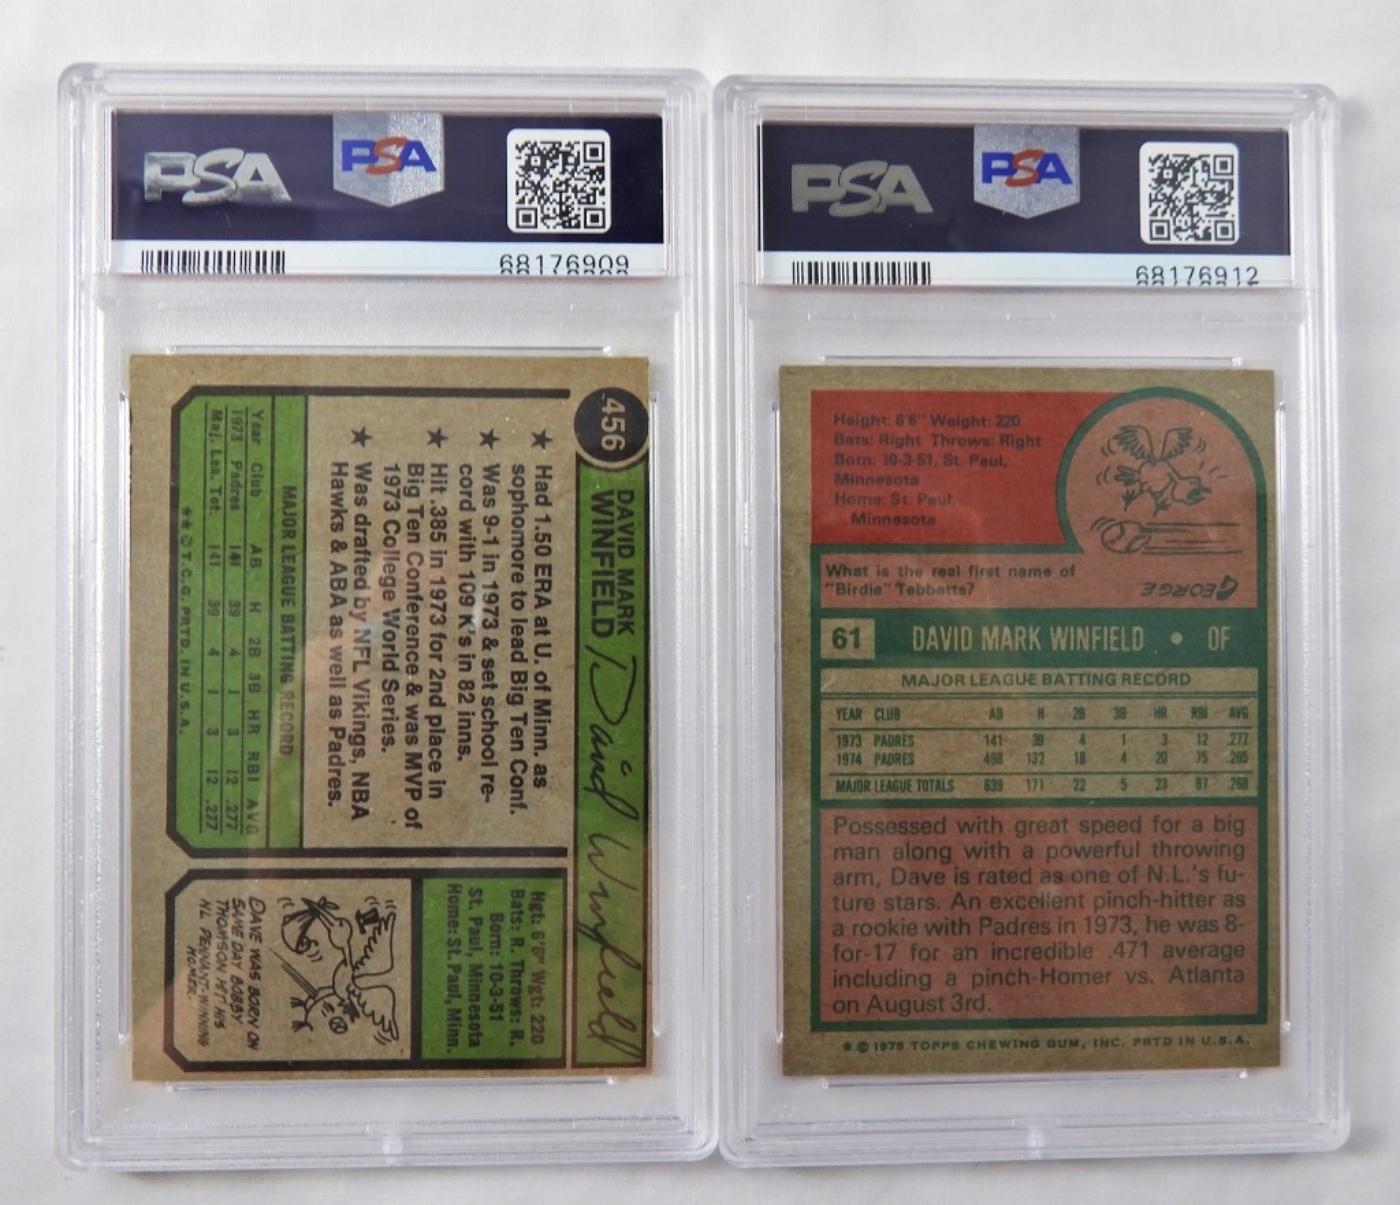 PSA
PSA
68176909
456
DAVID MARK
WINFIELD
David Winfield
★ Had 1.50 ERA at U. of Minn. as
sophomore to lead Big Ten Conf.
★ Was 9-1 in 1973 & set school re-
cord with 109 K's in 82 inns.
★ Hit .385 in 1973 for 2nd place in
Big Ten Conference & was MVP of
1973 College World Series.
★ Was drafted by NFL Vikings, NBA
Hawks & ABA as well as Padres.
MAJOR LEAGUE BATTING RECORD
Year Club AB H 2B 3B HR RBI AVG
1973 Padres 141 39 4 1 3 12 .277
Maj. Lea. Tot. 141 39 4 1 3 12 .277
★★© T.C.G. PRTD. IN U.S.A.
Hgt: 6'6" Wgt: 220
Bats: R. Throws: R.
Born: 10-3-51
St. Paul, Minnesota
Home: St. Paul, Minn.
DAVE WAS BORN ON
SAME DAY BOBBY
THOMSON HIT HIS
NL PENNANT-WINNING
HOMER.
PSA
PSA
68176912
Height: 6'6" Weight: 220
Bats: Right Throws: Right
Born: 10-3-51, St. Paul,
Minnesota
Home: St. Paul,
Minnesota
What is the real first name of
"Birdie" Tebbetts?
GEORGE
61 DAVID MARK WINFIELD • OF
MAJOR LEAGUE BATTING RECORD
YEAR CLUB AB H 2B 3B HR RBI AVG
1973 PADRES 141 39 4 1 3 12 .277
1974 PADRES 498 132 18 4 20 75 .265
MAJOR LEAGUE TOTALS 639 171 22 5 23 87 .268
Possessed with great speed for a big
man along with a powerful throwing
arm, Dave is rated as one of N.L.'s fu-
ture stars. An excellent pinch-hitter as
a rookie with Padres in 1973, he was 8-
for-17 for an incredible .471 average
including a pinch-Homer vs. Atlanta
on August 3rd.
★ © 1975 TOPPS CHEWING GUM, INC. PRTD IN U.S.A.